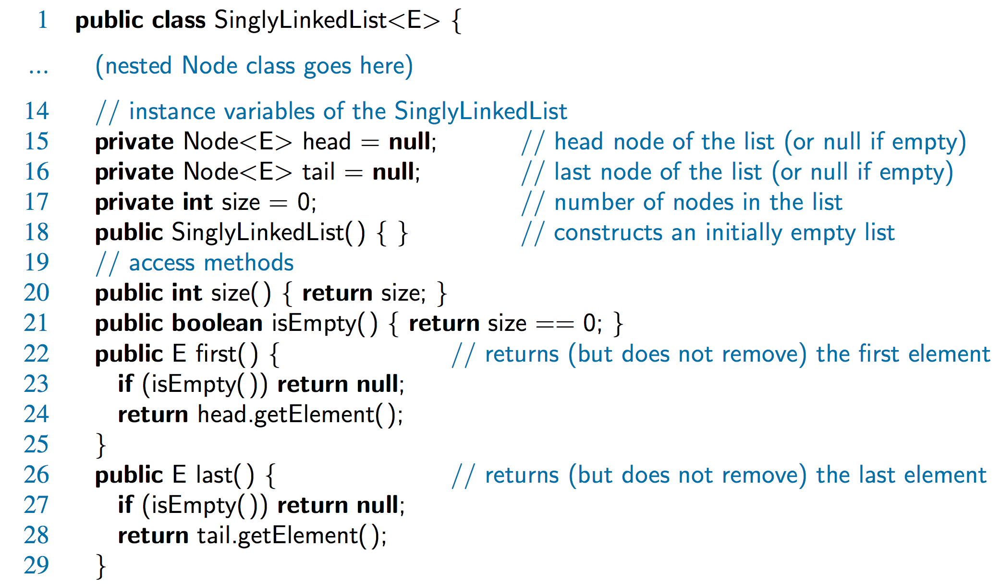 1 public class SinglyLinkedList<E> {
... (nested Node class goes here)
14 // instance variables of the SinglyLinkedList
15 private Node<E> head = null; // head node of the list (or null if empty)
16 private Node<E> tail = null; // last node of the list (or null if empty)
17 private int size = 0; // number of nodes in the list
18 public SinglyLinkedList() { } // constructs an initially empty list
19 // access methods
20 public int size() { return size; }
21 public boolean isEmpty() { return size == 0; }
22 public E first() { // returns (but does not remove) the first element
23 if (isEmpty()) return null;
24 return head.getElement();
25 }
26 public E last() { // returns (but does not remove) the last element
27 if (isEmpty()) return null;
28 return tail.getElement();
29 }